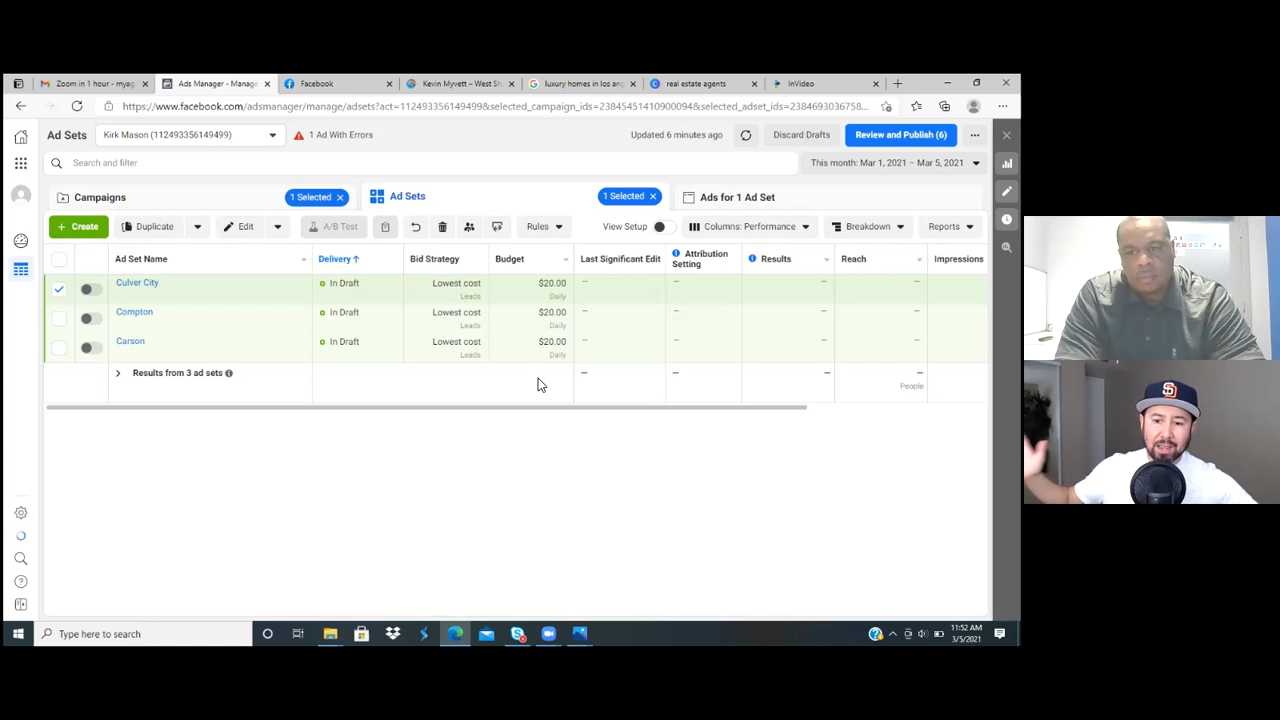 Zoom in 1 hour - myag
Ads Manager - Manage
Facebook
Kevin Myvett – West Sh
luxury homes in los ang
real estate agents
InVideo
https://www.facebook.com/adsmanager/manage/adsets?act=112493356149499&selected_campaign_ids=23845451410900094&selected_adset_ids=2384693036758...
Ad Sets
Kirk Mason (112493356149499)
1 Ad With Errors
Updated 6 minutes ago
Discard Drafts
Review and Publish (6)
Search and filter
This month: Mar 1, 2021 – Mar 5, 2021
Campaigns
1 Selected
Ad Sets
1 Selected
Ads for 1 Ad Set
+ Create
Duplicate
Edit
A/B Test
Rules
View Setup
Columns: Performance
Breakdown
Reports
Ad Set Name
Delivery ↑
Bid Strategy
Budget
Last Significant Edit
Attribution Setting
Results
Reach
Impressions
Culver City
In Draft
Lowest cost
Leads
$20.00
Daily
Compton
In Draft
Lowest cost
Leads
$20.00
Daily
Carson
In Draft
Lowest cost
Leads
$20.00
Daily
Results from 3 ad sets
People
Type here to search
11:52 AM
3/5/2021